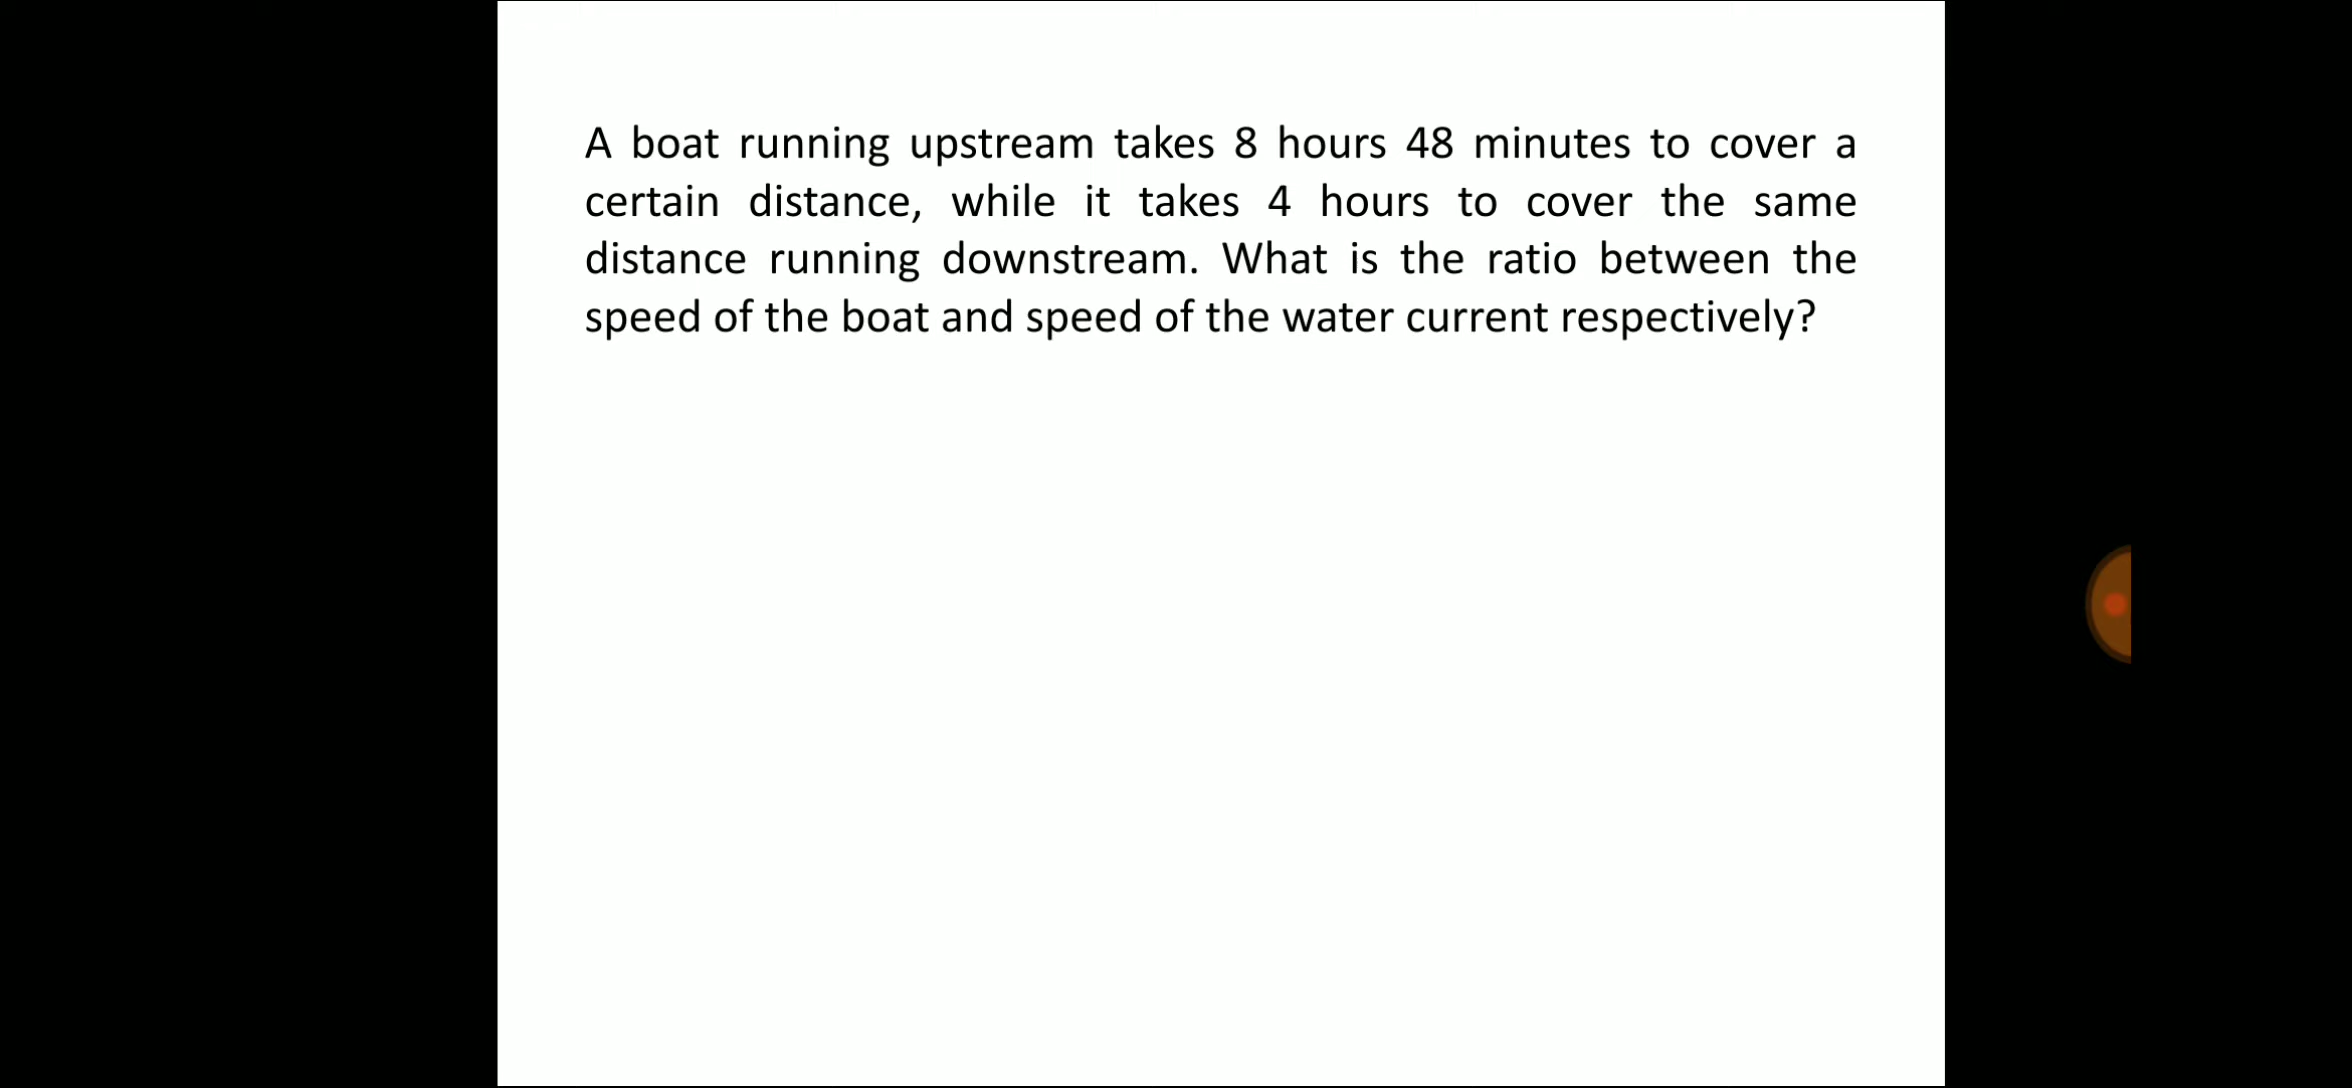 A boat running upstream takes 8 hours 48 minutes to cover a
certain distance, while it takes 4 hours to cover the same
distance running downstream. What is the ratio between the
speed of the boat and speed of the water current respectively?